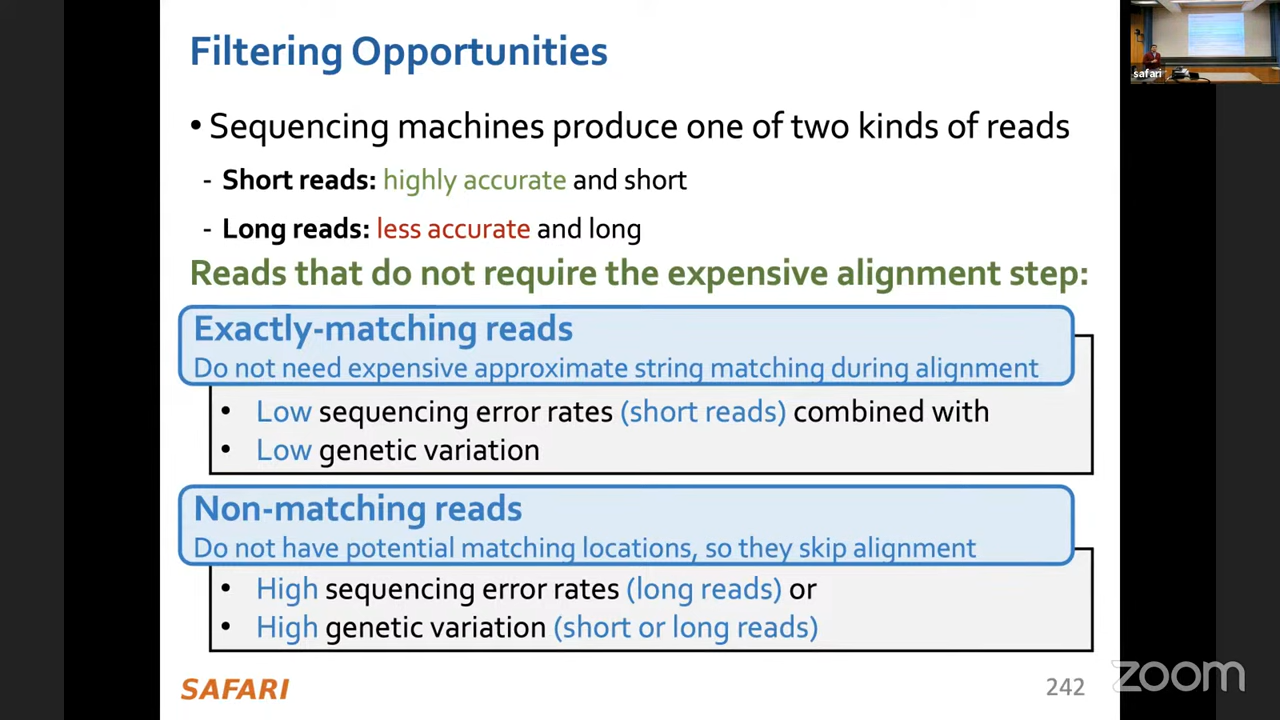 Filtering Opportunities
• Sequencing machines produce one of two kinds of reads
- Short reads: highly accurate and short
- Long reads: less accurate and long
Reads that do not require the expensive alignment step:
Exactly-matching reads
Do not need expensive approximate string matching during alignment
• Low sequencing error rates (short reads) combined with
• Low genetic variation
Non-matching reads
Do not have potential matching locations, so they skip alignment
• High sequencing error rates (long reads) or
• High genetic variation (short or long reads)
SAFARI
242
zoom
safari